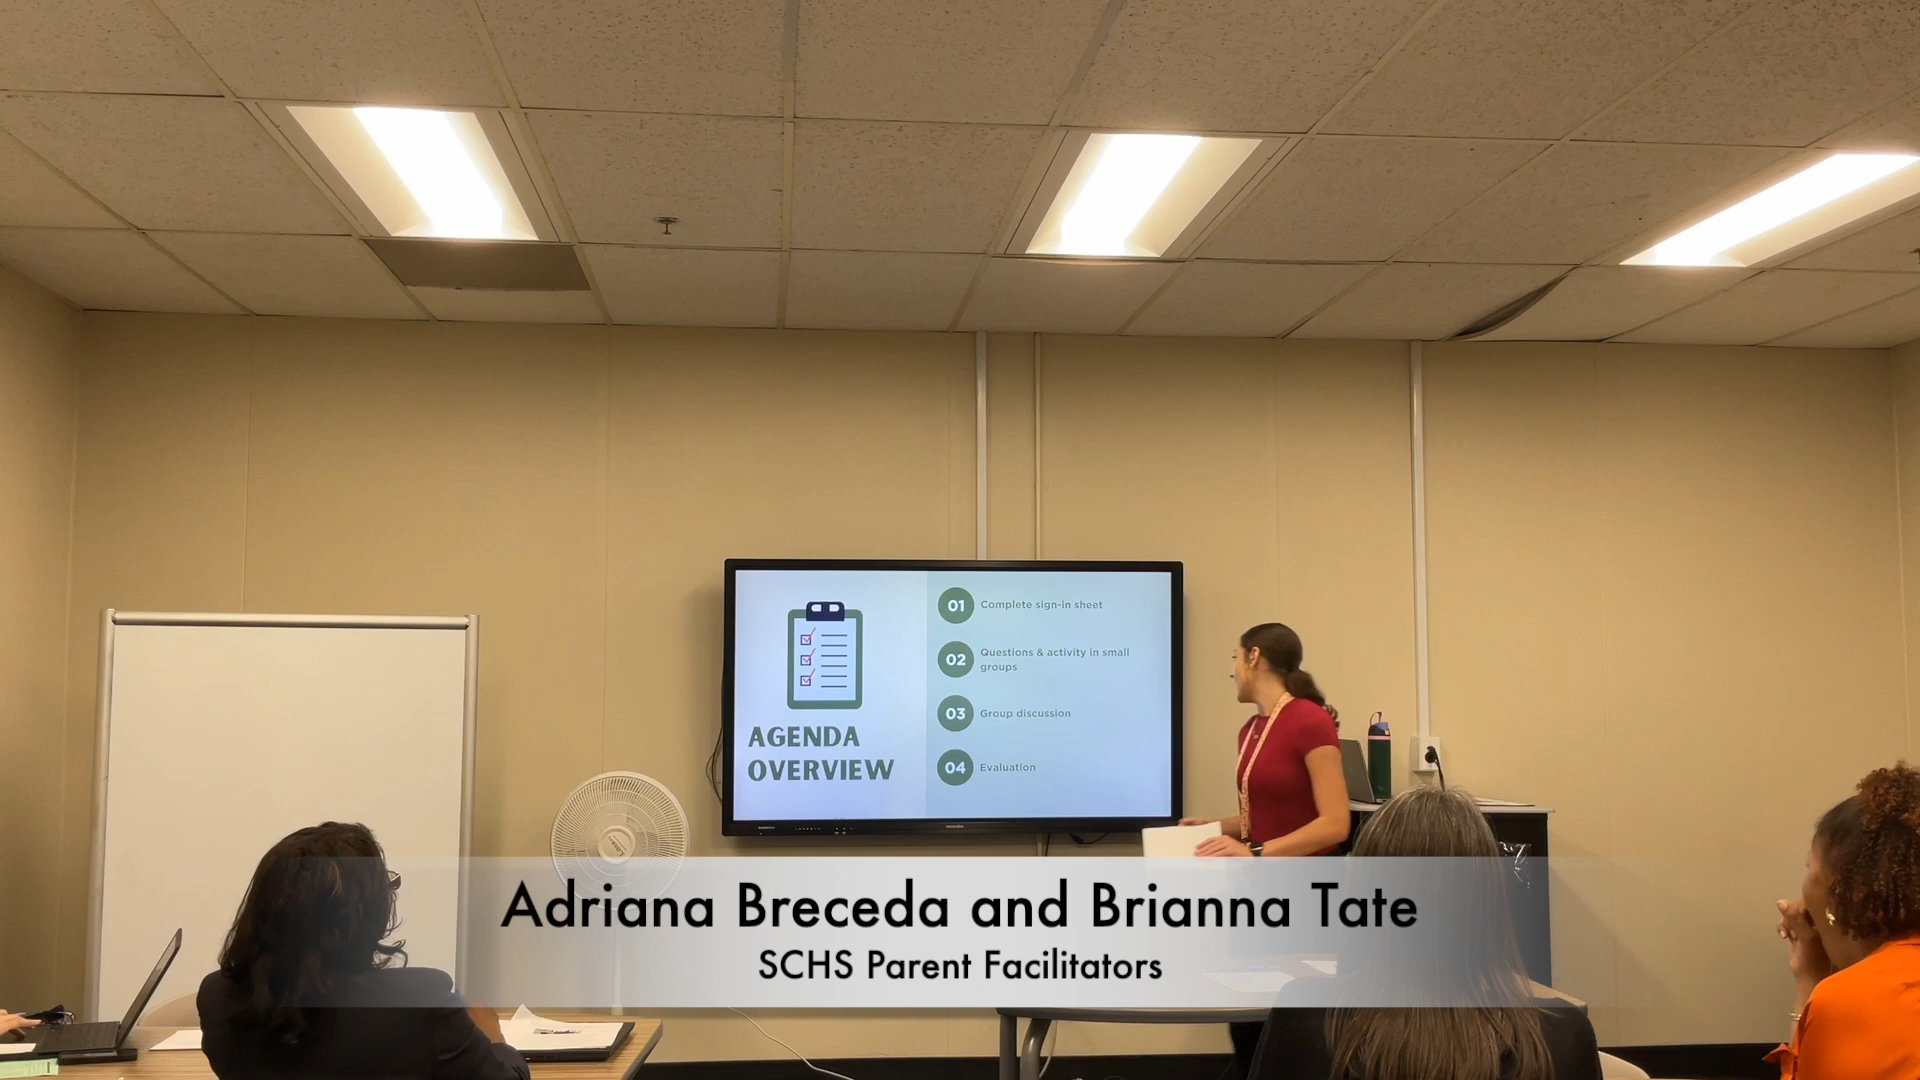 01 Complete sign-in sheet
02 Questions & activity in small
groups
03 Group discussion
04 Evaluation
AGENDA
OVERVIEW
Adriana Breceda and Brianna Tate
SCHS Parent Facilitators